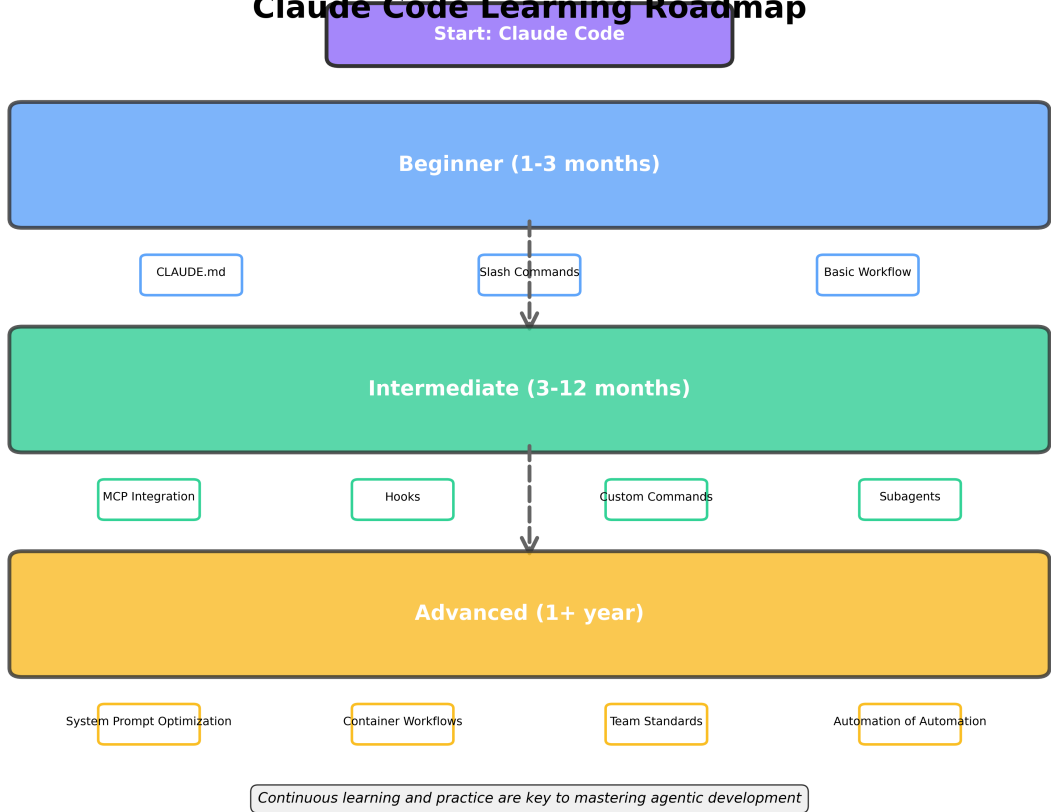 Claude Code Learning Roadmap
Start: Claude Code
Beginner (1-3 months)
CLAUDE.md
Slash Commands
Basic Workflow
Intermediate (3-12 months)
MCP Integration
Hooks
Custom Commands
Subagents
Advanced (1+ year)
System Prompt Optimization
Container Workflows
Team Standards
Automation of Automation
Continuous learning and practice are key to mastering agentic development